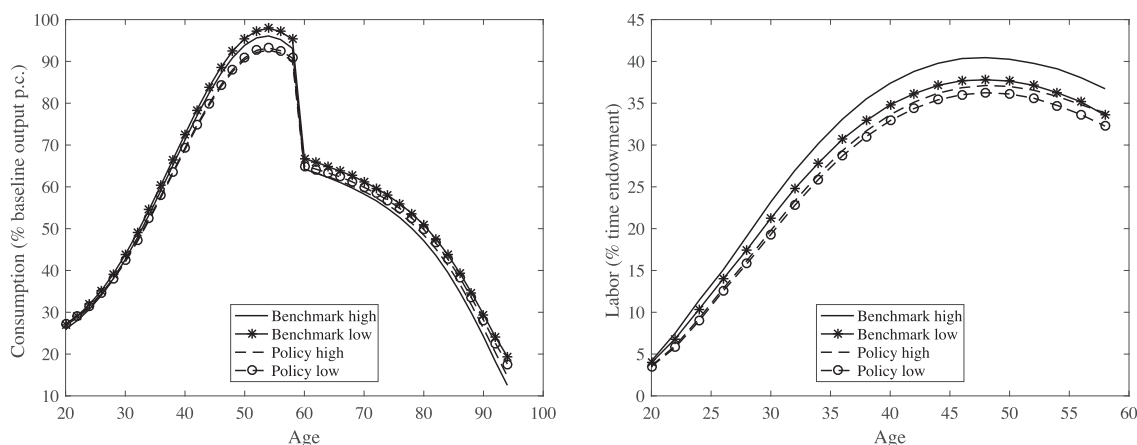 Consumption (% baseline output p.c.)
100
90
80
70
60
50
40
30
20
10
20 30 40 50 60 70 80 90 100
Age
Benchmark high
Benchmark low
Policy high
Policy low
Labor (% time endowment)
40
35
30
25
20
15
10
5
0
20 25 30 35 40 45 50 55 60
Age
Benchmark high
Benchmark low
Policy high
Policy low